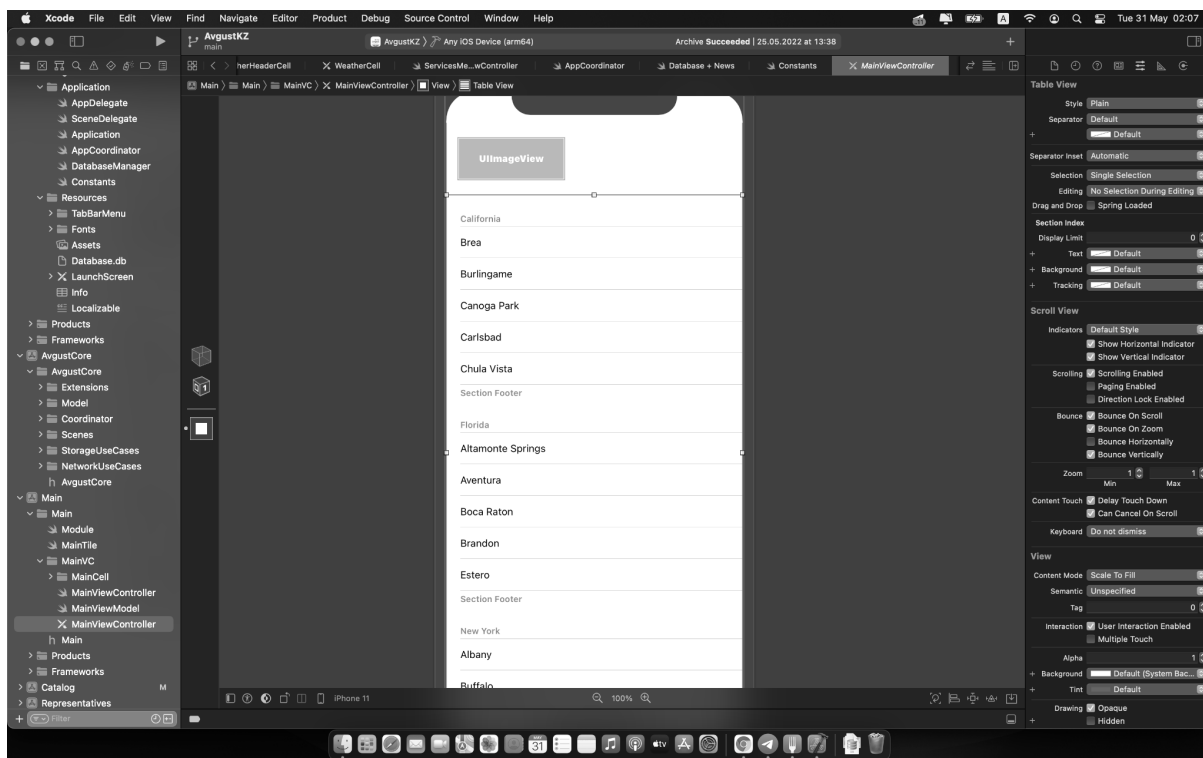 Xcode File Edit View Find Navigate Editor Product Debug Source Control Window Help A Tue 31 May 02:07
AvgustKZ
main
AvgustKZ Any iOS Device (arm64)
Archive Succeeded | 25.05.2022 at 13:38
herHeaderCell WeatherCell ServicesMe...wController AppCoordinator Database + News Constants MainViewController
Main Main MainVC MainViewController View Table View
Application
AppDelegate
SceneDelegate
Application
AppCoordinator
DatabaseManager
Constants
Resources
TabBarMenu
Fonts
Assets
Database.db
LaunchScreen
Info
Localizable
Products
Frameworks
AvgustCore
AvgustCore
Extensions
Model
Coordinator
Scenes
StorageUseCases
NetworkUseCases
AvgustCore
Main
Main
Module
MainTile
MainVC
MainCell
MainViewController
MainViewModel
MainViewController
Main
Products
Frameworks
Catalog M
Representatives
Filter
UIImageView
California
Brea
Burlingame
Canoga Park
Carlsbad
Chula Vista
Section Footer
Florida
Altamonte Springs
Aventura
Boca Raton
Brandon
Estero
Section Footer
New York
Albany
Buffalo
iPhone 11
100%
Table View
Style Plain
Separator Default
Default
Separator Inset Automatic
Selection Single Selection
Editing No Selection During Editing
Drag and Drop Spring Loaded
Section Index
Display Limit 0
Text Default
Background Default
Tracking Default
Scroll View
Indicators Default Style
Show Horizontal Indicator
Show Vertical Indicator
Scrolling Scrolling Enabled
Paging Enabled
Direction Lock Enabled
Bounce Bounce On Scroll
Bounce On Zoom
Bounce Horizontally
Bounce Vertically
Zoom 1 1
Min Max
Content Touch Delay Touch Down
Can Cancel On Scroll
Keyboard Do not dismiss
View
Content Mode Scale To Fill
Semantic Unspecified
Tag 0
Interaction User Interaction Enabled
Multiple Touch
Alpha 1
Background Default (System Bac...
Tint Default
Drawing Opaque
Hidden
31
tv